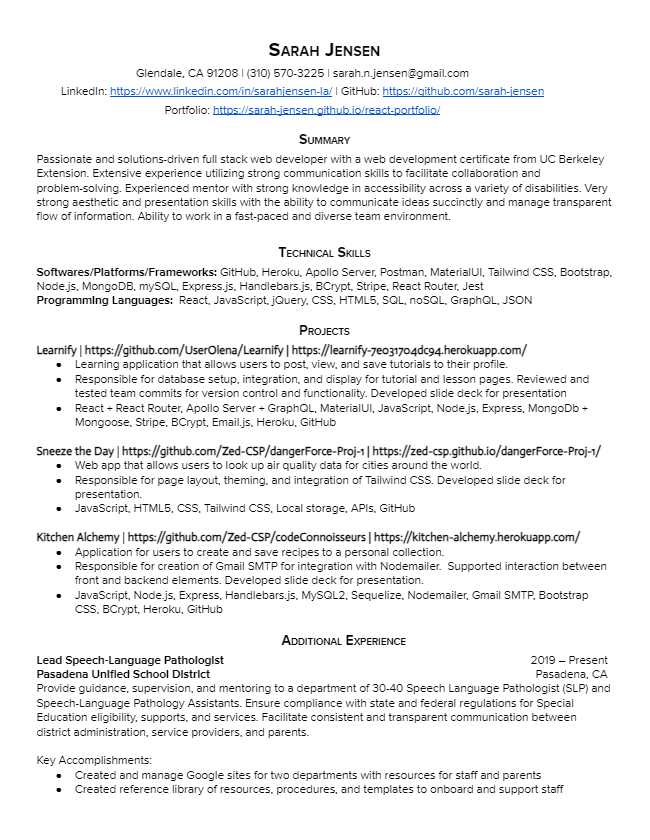 Sarah Jensen
Glendale, CA 91208 | (310) 570-3225 | sarah.n.jensen@gmail.com
LinkedIn: https://www.linkedin.com/in/sarahjensen-la/ | GitHub: https://github.com/sarah-jensen
Portfolio: https://sarah-jensen.github.io/react-portfolio/
Summary
Passionate and solutions-driven full stack web developer with a web development certificate from UC Berkeley
Extension. Extensive experience utilizing strong communication skills to facilitate collaboration and
problem-solving. Experienced mentor with strong knowledge in accessibility across a variety of disabilities. Very
strong aesthetic and presentation skills with the ability to communicate ideas succinctly and manage transparent
flow of information. Ability to work in a fast-paced and diverse team environment.
Technical Skills
Softwares/Platforms/Frameworks: GitHub, Heroku, Apollo Server, Postman, MaterialUI, Tailwind CSS, Bootstrap,
Node.js, MongoDB, mySQL, Express.js, Handlebars.js, BCrypt, Stripe, React Router, Jest
Programming Languages: React, JavaScript, jQuery, CSS, HTML5, SQL, noSQL, GraphQL, JSON
Projects
Learnify | https://github.com/UserOlena/Learnify | https://learnify-7e031704dc94.herokuapp.com/
● Learning application that allows users to post, view, and save tutorials to their profile.
● Responsible for database setup, integration, and display for tutorial and lesson pages. Reviewed and
tested team commits for version control and functionality. Developed slide deck for presentation
● React + React Router, Apollo Server + GraphQL, MaterialUI, JavaScript, Node.js, Express, MongoDb +
Mongoose, Stripe, BCrypt, Email.js, Heroku, GitHub
Sneeze the Day | https://github.com/Zed-CSP/dangerForce-Proj-1 | https://zed-csp.github.io/dangerForce-Proj-1/
● Web app that allows users to look up air quality data for cities around the world.
● Responsible for page layout, theming, and integration of Tailwind CSS. Developed slide deck for
presentation.
● JavaScript, HTML5, CSS, Tailwind CSS, Local storage, APIs, GitHub
Kitchen Alchemy | https://github.com/Zed-CSP/codeConnoisseurs | https://kitchen-alchemy.herokuapp.com/
● Application for users to create and save recipes to a personal collection.
● Responsible for creation of Gmail SMTP for integration with Nodemailer. Supported interaction between
front and backend elements. Developed slide deck for presentation.
● JavaScript, Node.js, Express, Handlebars.js, MySQL2, Sequelize, Nodemailer, Gmail SMTP, Bootstrap
CSS, BCrypt, Heroku, GitHub
Additional Experience
Lead Speech-Language Pathologist 2019 – Present
Pasadena Unified School District Pasadena, CA
Provide guidance, supervision, and mentoring to a department of 30-40 Speech Language Pathologist (SLP) and
Speech-Language Pathology Assistants. Ensure compliance with state and federal regulations for Special
Education eligibility, supports, and services. Facilitate consistent and transparent communication between
district administration, service providers, and parents.
Key Accomplishments:
● Created and manage Google sites for two departments with resources for staff and parents
● Created reference library of resources, procedures, and templates to onboard and support staff